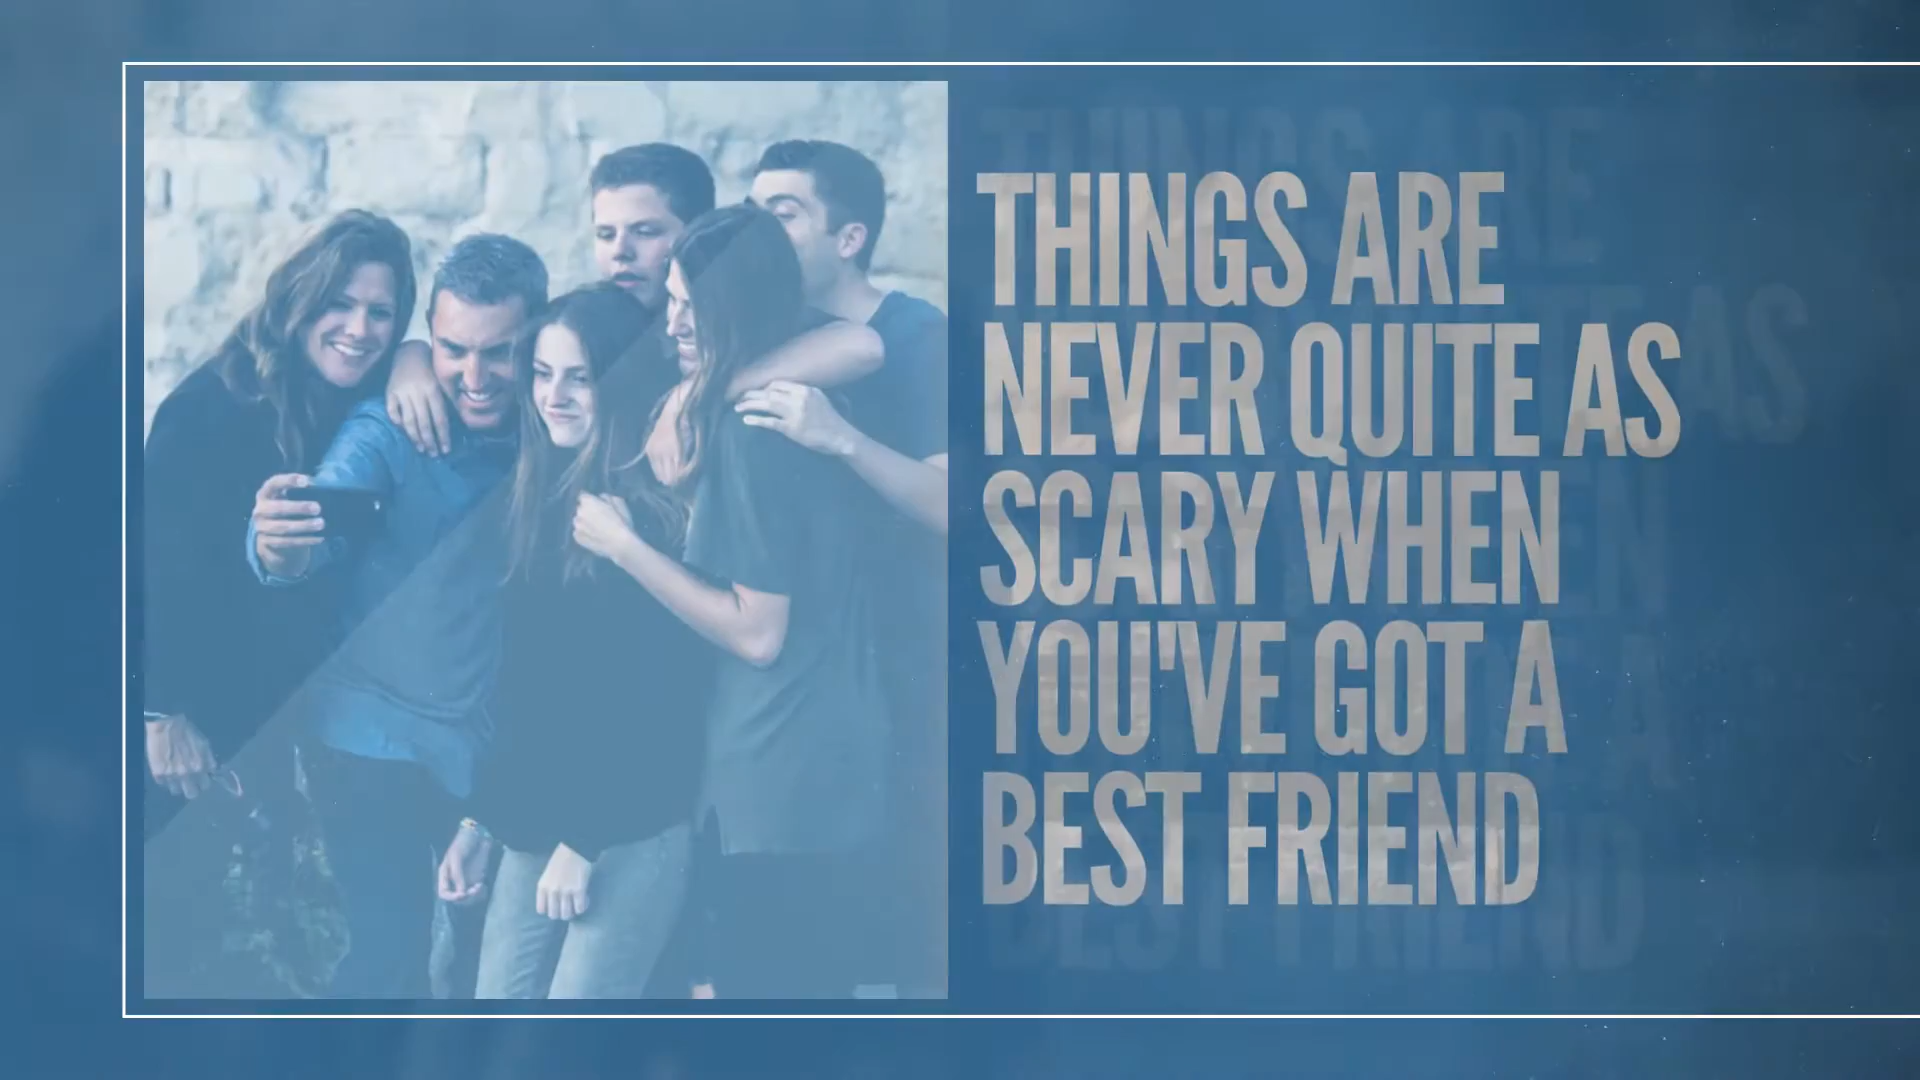 THINGS ARE
NEVER QUITE AS
SCARY WHEN
YOU'VE GOT A
BEST FRIEND